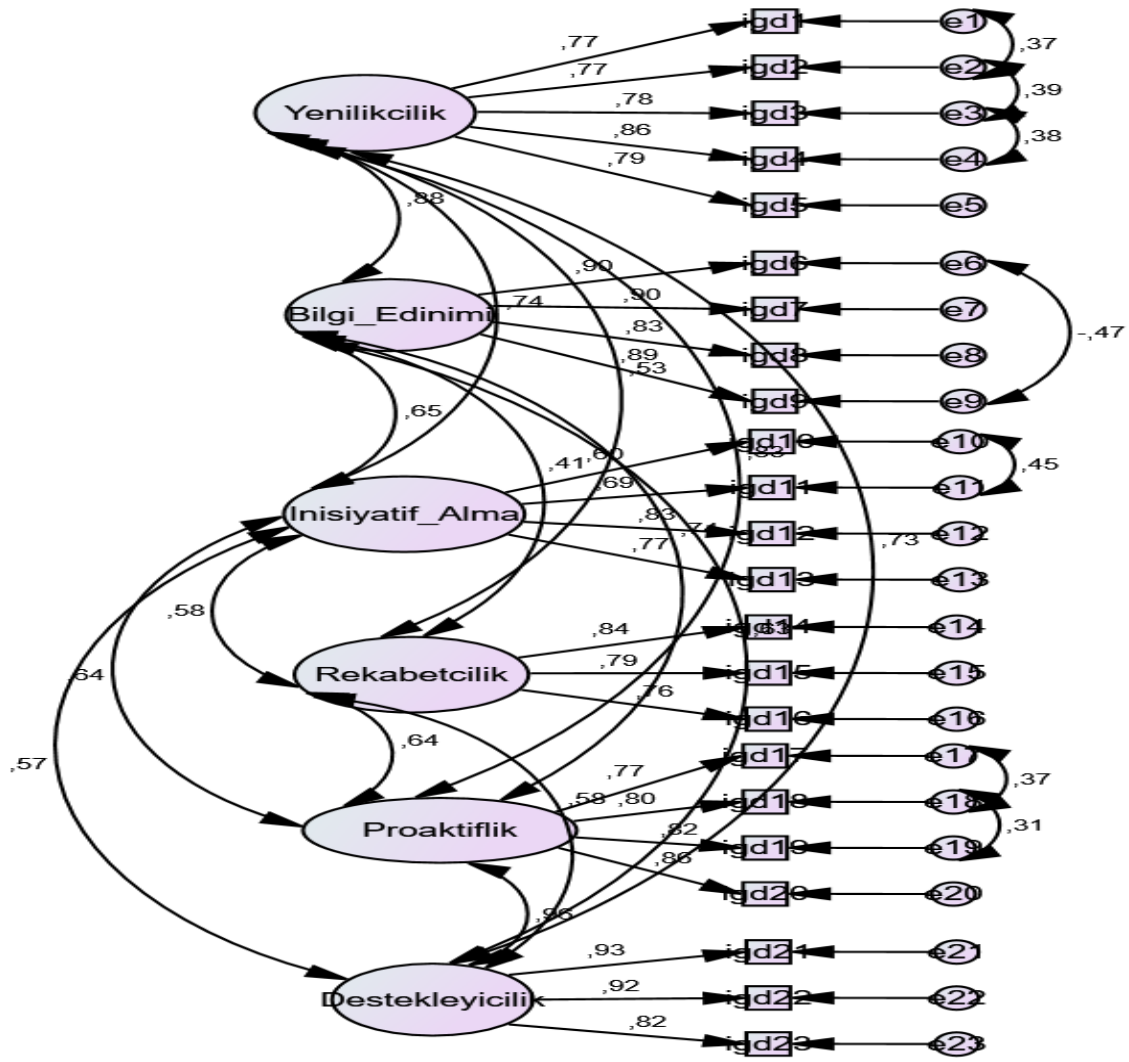 igd1
e1
,37
,77
igd2
e2
,77
,39
Yenilikcilik
,78
igd3
e3
,86
,38
igd4
e4
,79
,88
igd5
e5
,90
igd6
e6
,74
,90
igd7
e7
Bilgi_Edinimi
,83
-,47
,89
igd8
e8
,53
igd9
e9
,65
igd10
e10
,41
,60
,83
,45
,69
igd11
e11
Inisiyatif_Alma
,83
igd12
e12
,73
,77
igd13
e13
,58
,84
igd14
,63
e14
,64
Rekabetcilik
,79
igd15
e15
,76
igd16
e16
,64
,57
igd17
e17
,77
,37
,58
,80
igd18
e18
Proaktiflik
,82
,31
igd19
e19
,86
igd20
e20
,96
,93
igd21
e21
Destekleyicilik
,92
igd22
e22
,82
igd23
e23